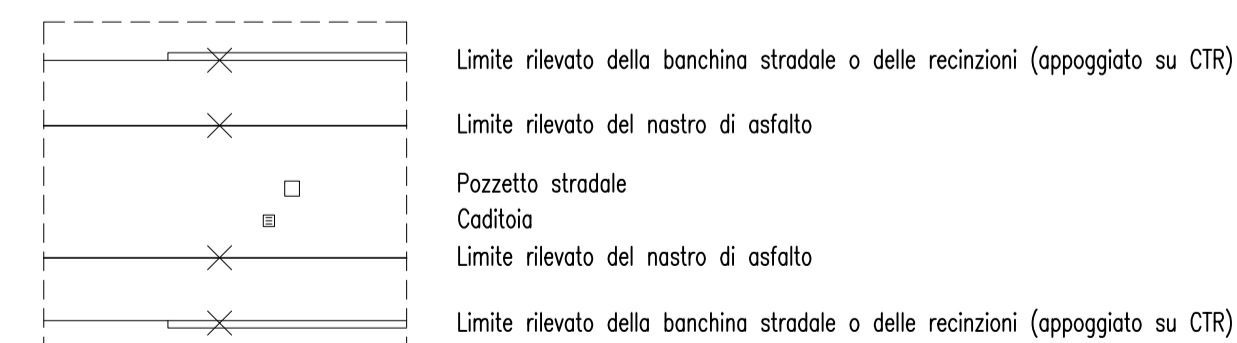 Limite rilevato della banchina stradale o delle recinzioni (appoggiato su CTR)
Limite rilevato del nastro di asfalto
Pozzetto stradale
Caditoia
Limite rilevato del nastro di asfalto
Limite rilevato della banchina stradale o delle recinzioni (appoggiato su CTR)